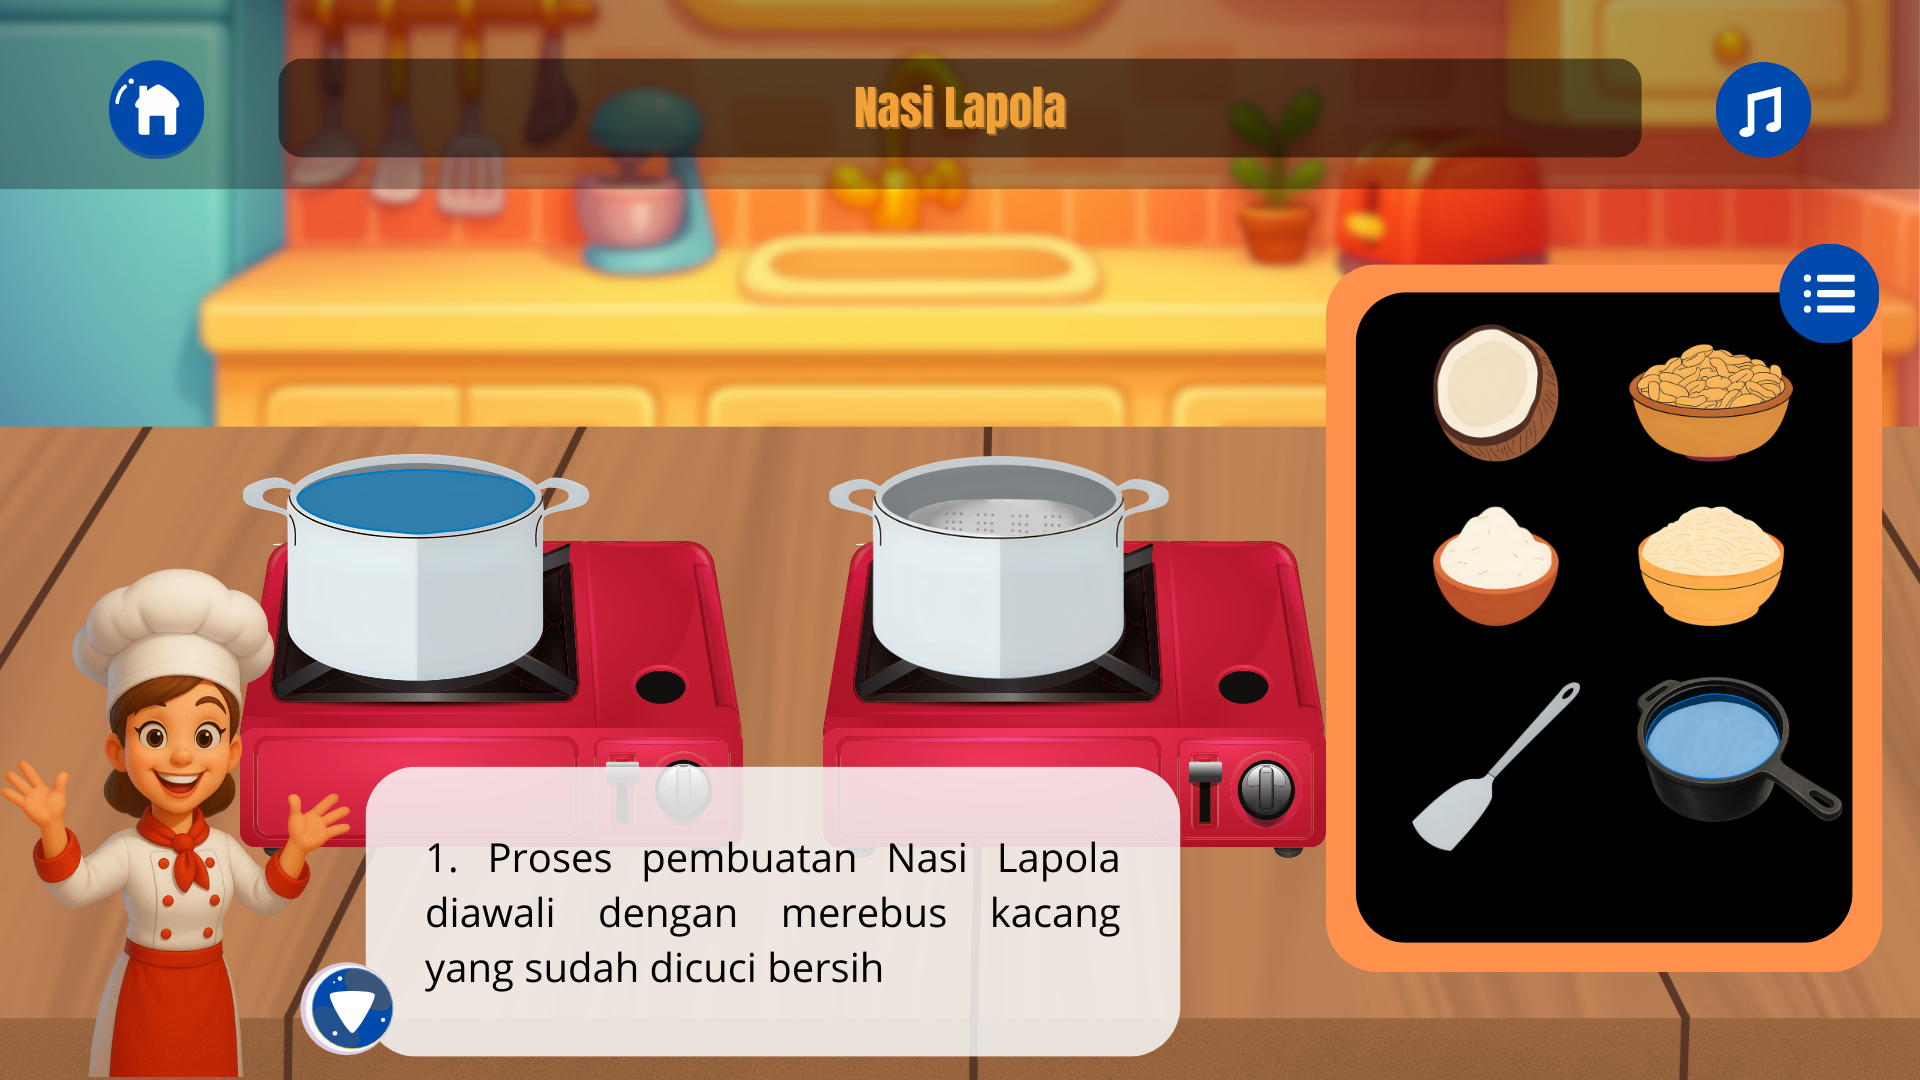 Nasi Lapola
1. Proses pembuatan Nasi Lapola
diawali dengan merebus kacang
yang sudah dicuci bersih